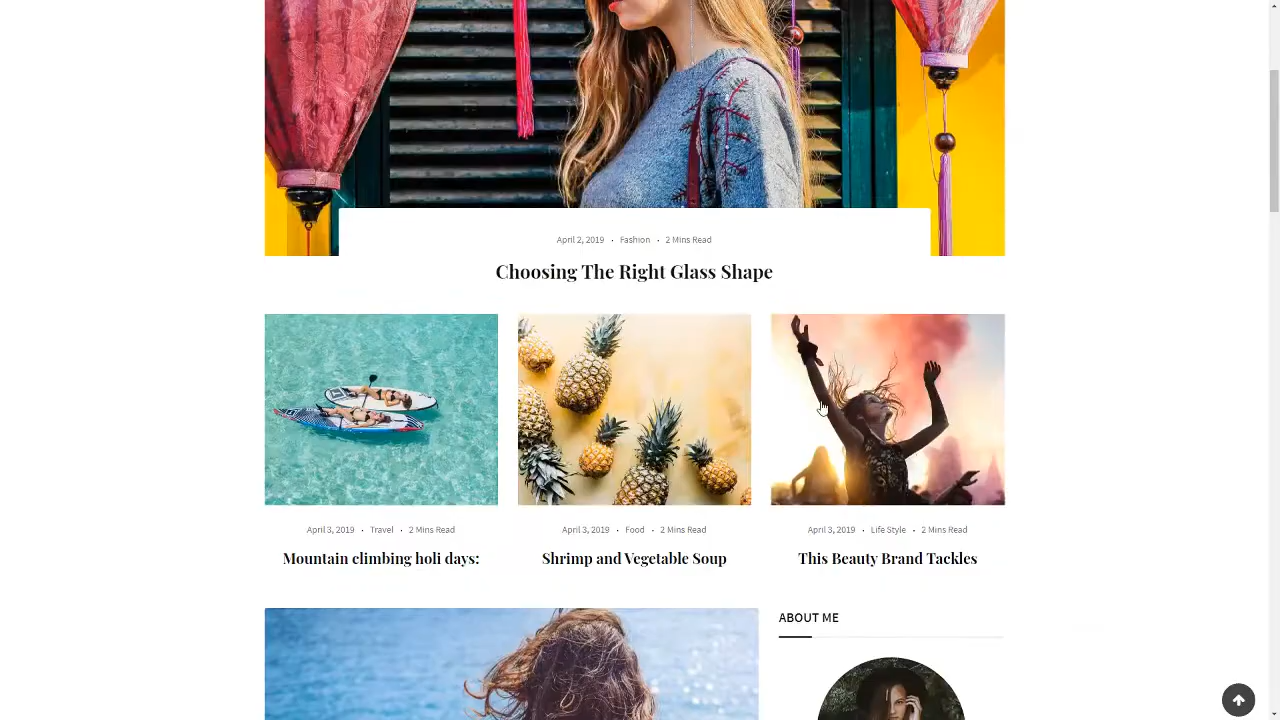 April 2, 2019 • Fashion • 2 Mins Read
Choosing The Right Glass Shape
April 3, 2019 • Travel • 2 Mins Read
Mountain climbing holi days:
April 3, 2019 • Food • 2 Mins Read
Shrimp and Vegetable Soup
April 3, 2019 • Life Style • 2 Mins Read
This Beauty Brand Tackles
ABOUT ME